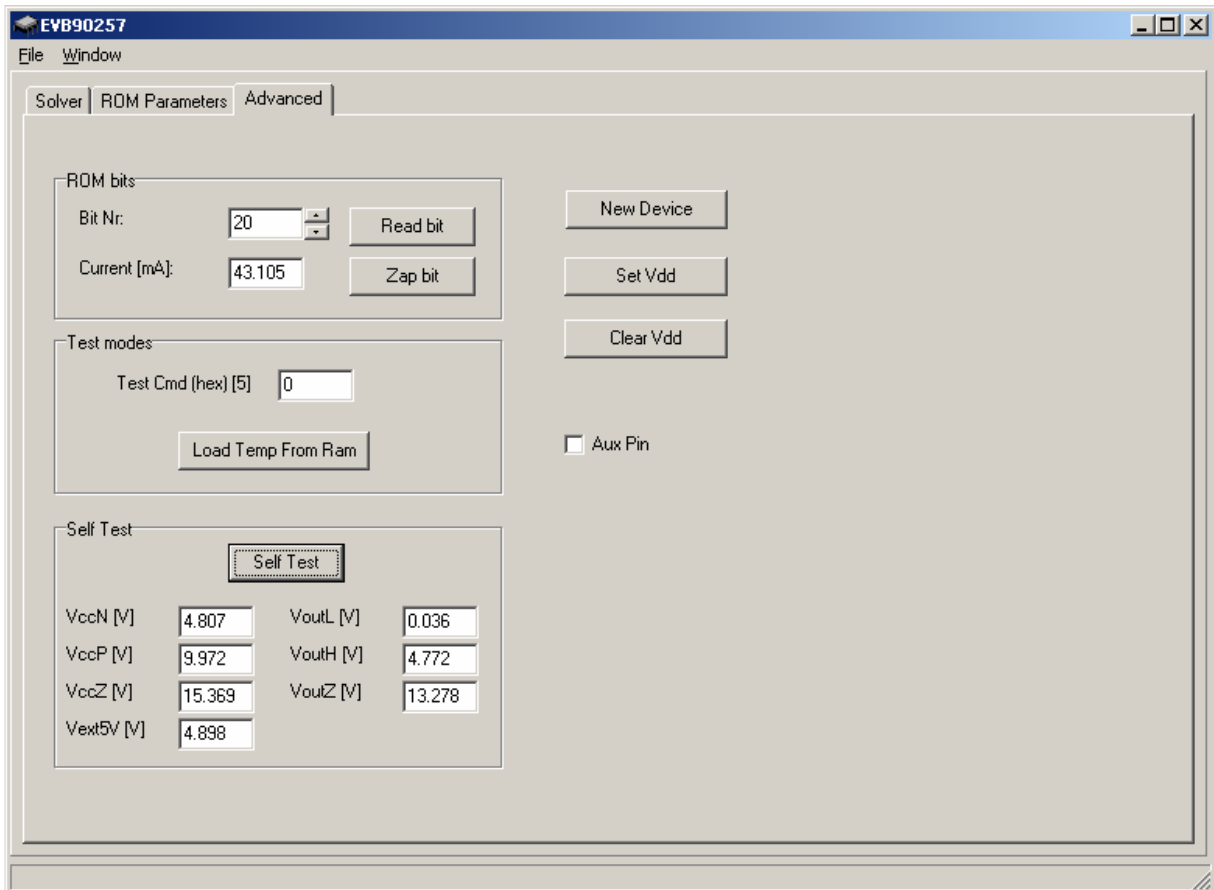 EVB90257
File Window
Solver ROM Parameters Advanced
ROM bits
Bit Nr: 20 Read bit
Current [mA]: 43.105 Zap bit
New Device
Set Vdd
Clear Vdd
Test modes
Test Cmd (hex) [5] 0
Load Temp From Ram
Aux Pin
Self Test
Self Test
VccN [V] 4.807 VoutL [V] 0.036
VccP [V] 9.972 VoutH [V] 4.772
VccZ [V] 15.369 VoutZ [V] 13.278
Vext5V [V] 4.898